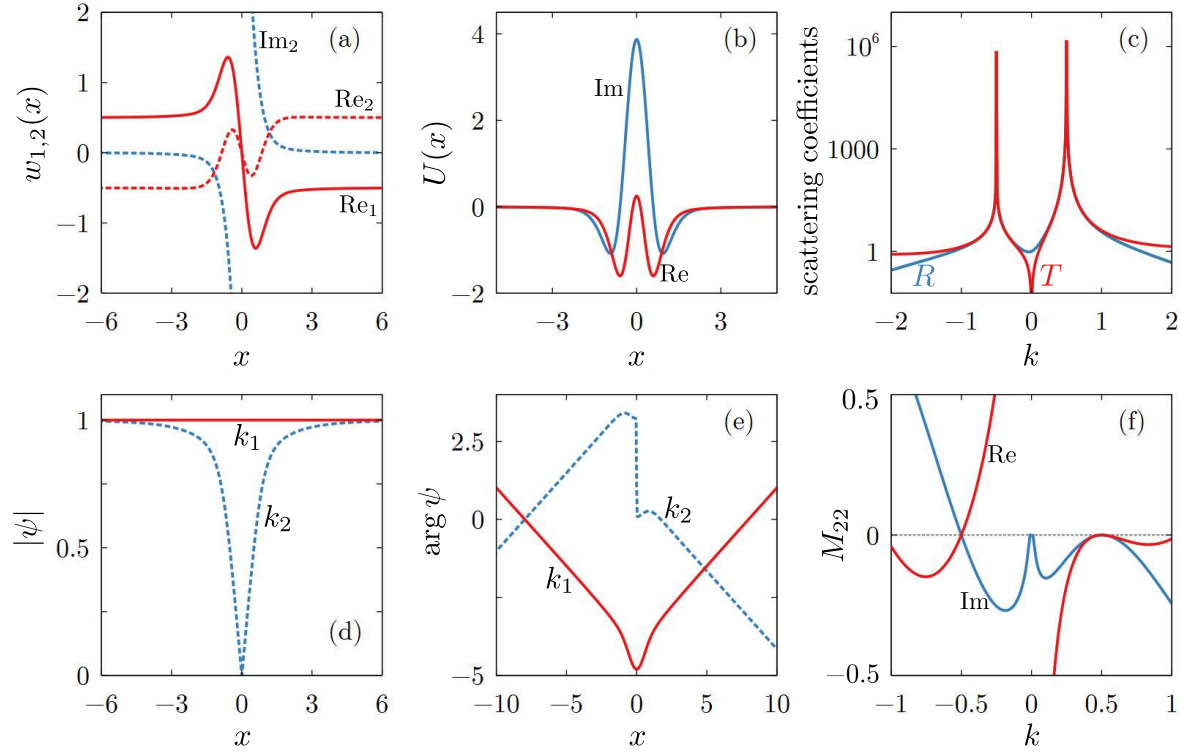 w1,2(x)
2
1
0
−1
−2
−6
−3
0
3
6
x
(a)
Im2
Re2
Re1
U(x)
4
2
0
−2
−3
0
3
x
(b)
Im
Re
scattering coefficients
10^6
1000
1
−2
−1
0
1
2
k
(c)
R
T
|ψ|
1
0.5
0
−6
−3
0
3
6
x
(d)
k1
k2
arg ψ
2.5
0
−5
−10
−5
0
5
10
x
(e)
k1
k2
M22
0.5
0
−0.5
−1
−0.5
0
0.5
1
k
(f)
Re
Im